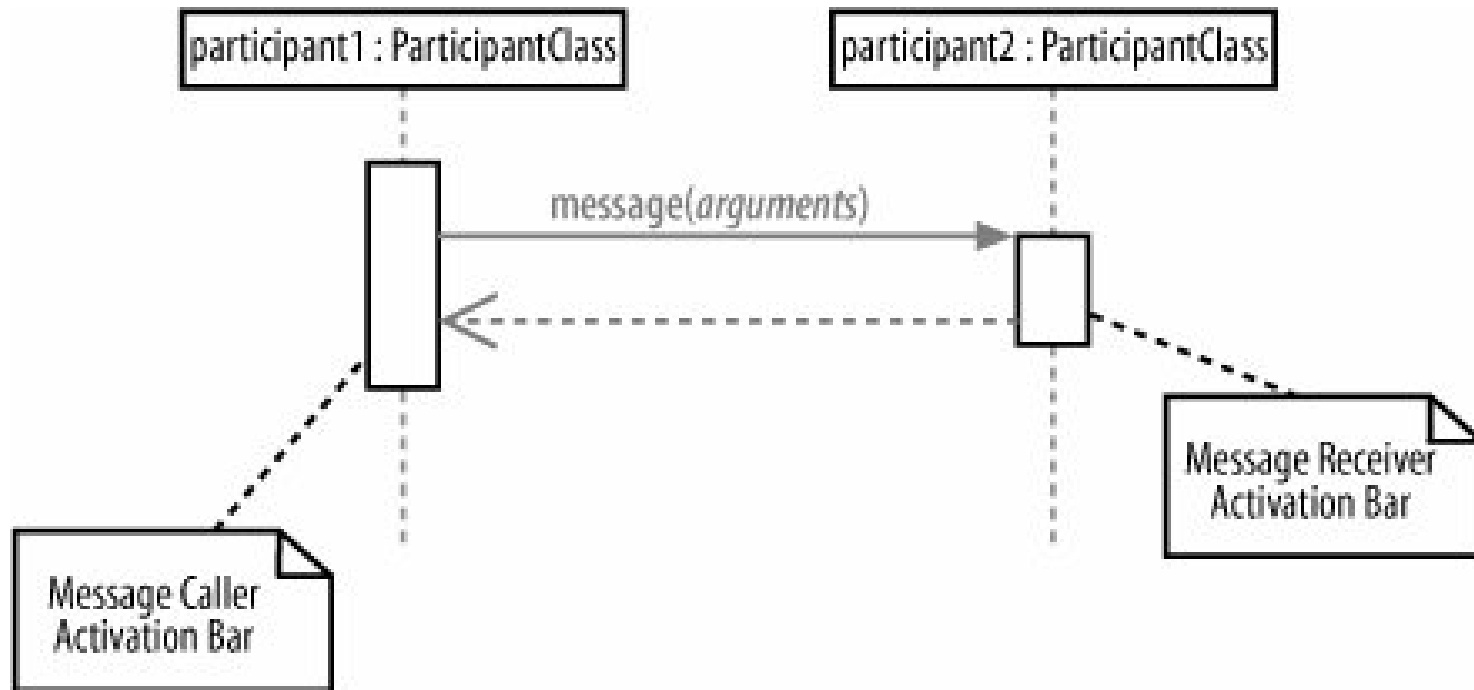 participant1 : ParticipantClass
participant2 : ParticipantClass
message(arguments)
Message Receiver
Activation Bar
Message Caller
Activation Bar